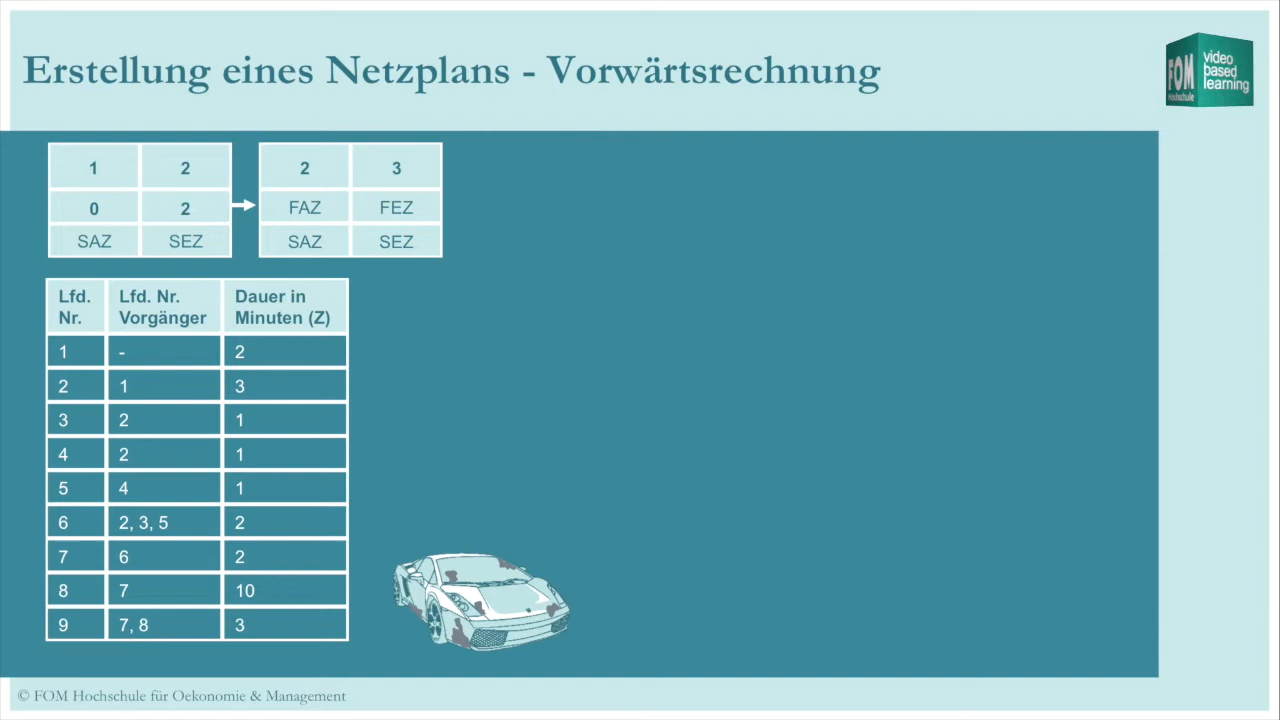 Erstellung eines Netzplans - Vorwärtsrechnung
FOM
Hochschule
video
based
learning
1 2
0 2
SAZ SEZ
2 3
FAZ FEZ
SAZ SEZ
Lfd. Nr. Lfd. Nr. Vorgänger Dauer in Minuten (Z)
1 - 2
2 1 3
3 2 1
4 2 1
5 4 1
6 2, 3, 5 2
7 6 2
8 7 10
9 7, 8 3
© FOM Hochschule für Oekonomie & Management